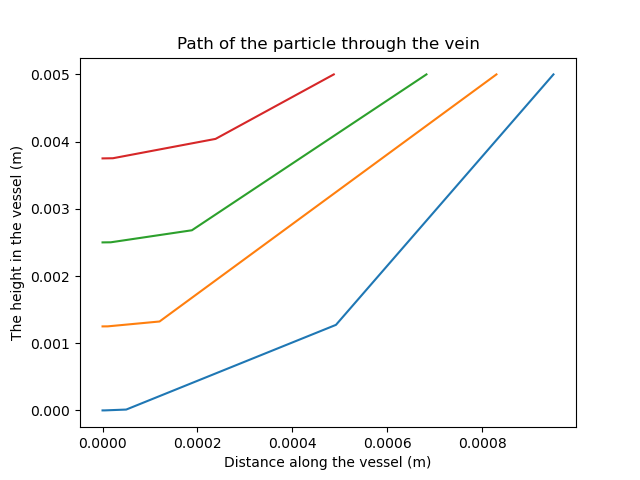 Path of the particle through the vein
0.005
0.004
0.003
0.002
0.001
0.000
The height in the vessel (m)
0.0000 0.0002 0.0004 0.0006 0.0008
Distance along the vessel (m)